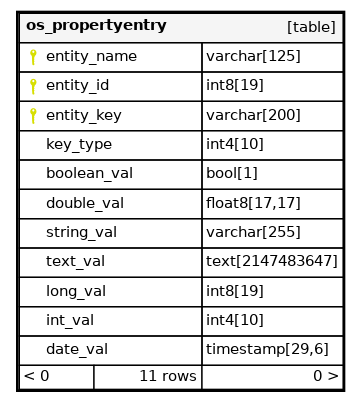 os_propertyentry [table]
entity_name varchar[125]
entity_id int8[19]
entity_key varchar[200]
key_type int4[10]
boolean_val bool[1]
double_val float8[17,17]
string_val varchar[255]
text_val text[2147483647]
long_val int8[19]
int_val int4[10]
date_val timestamp[29,6]
< 0 11 rows 0 >